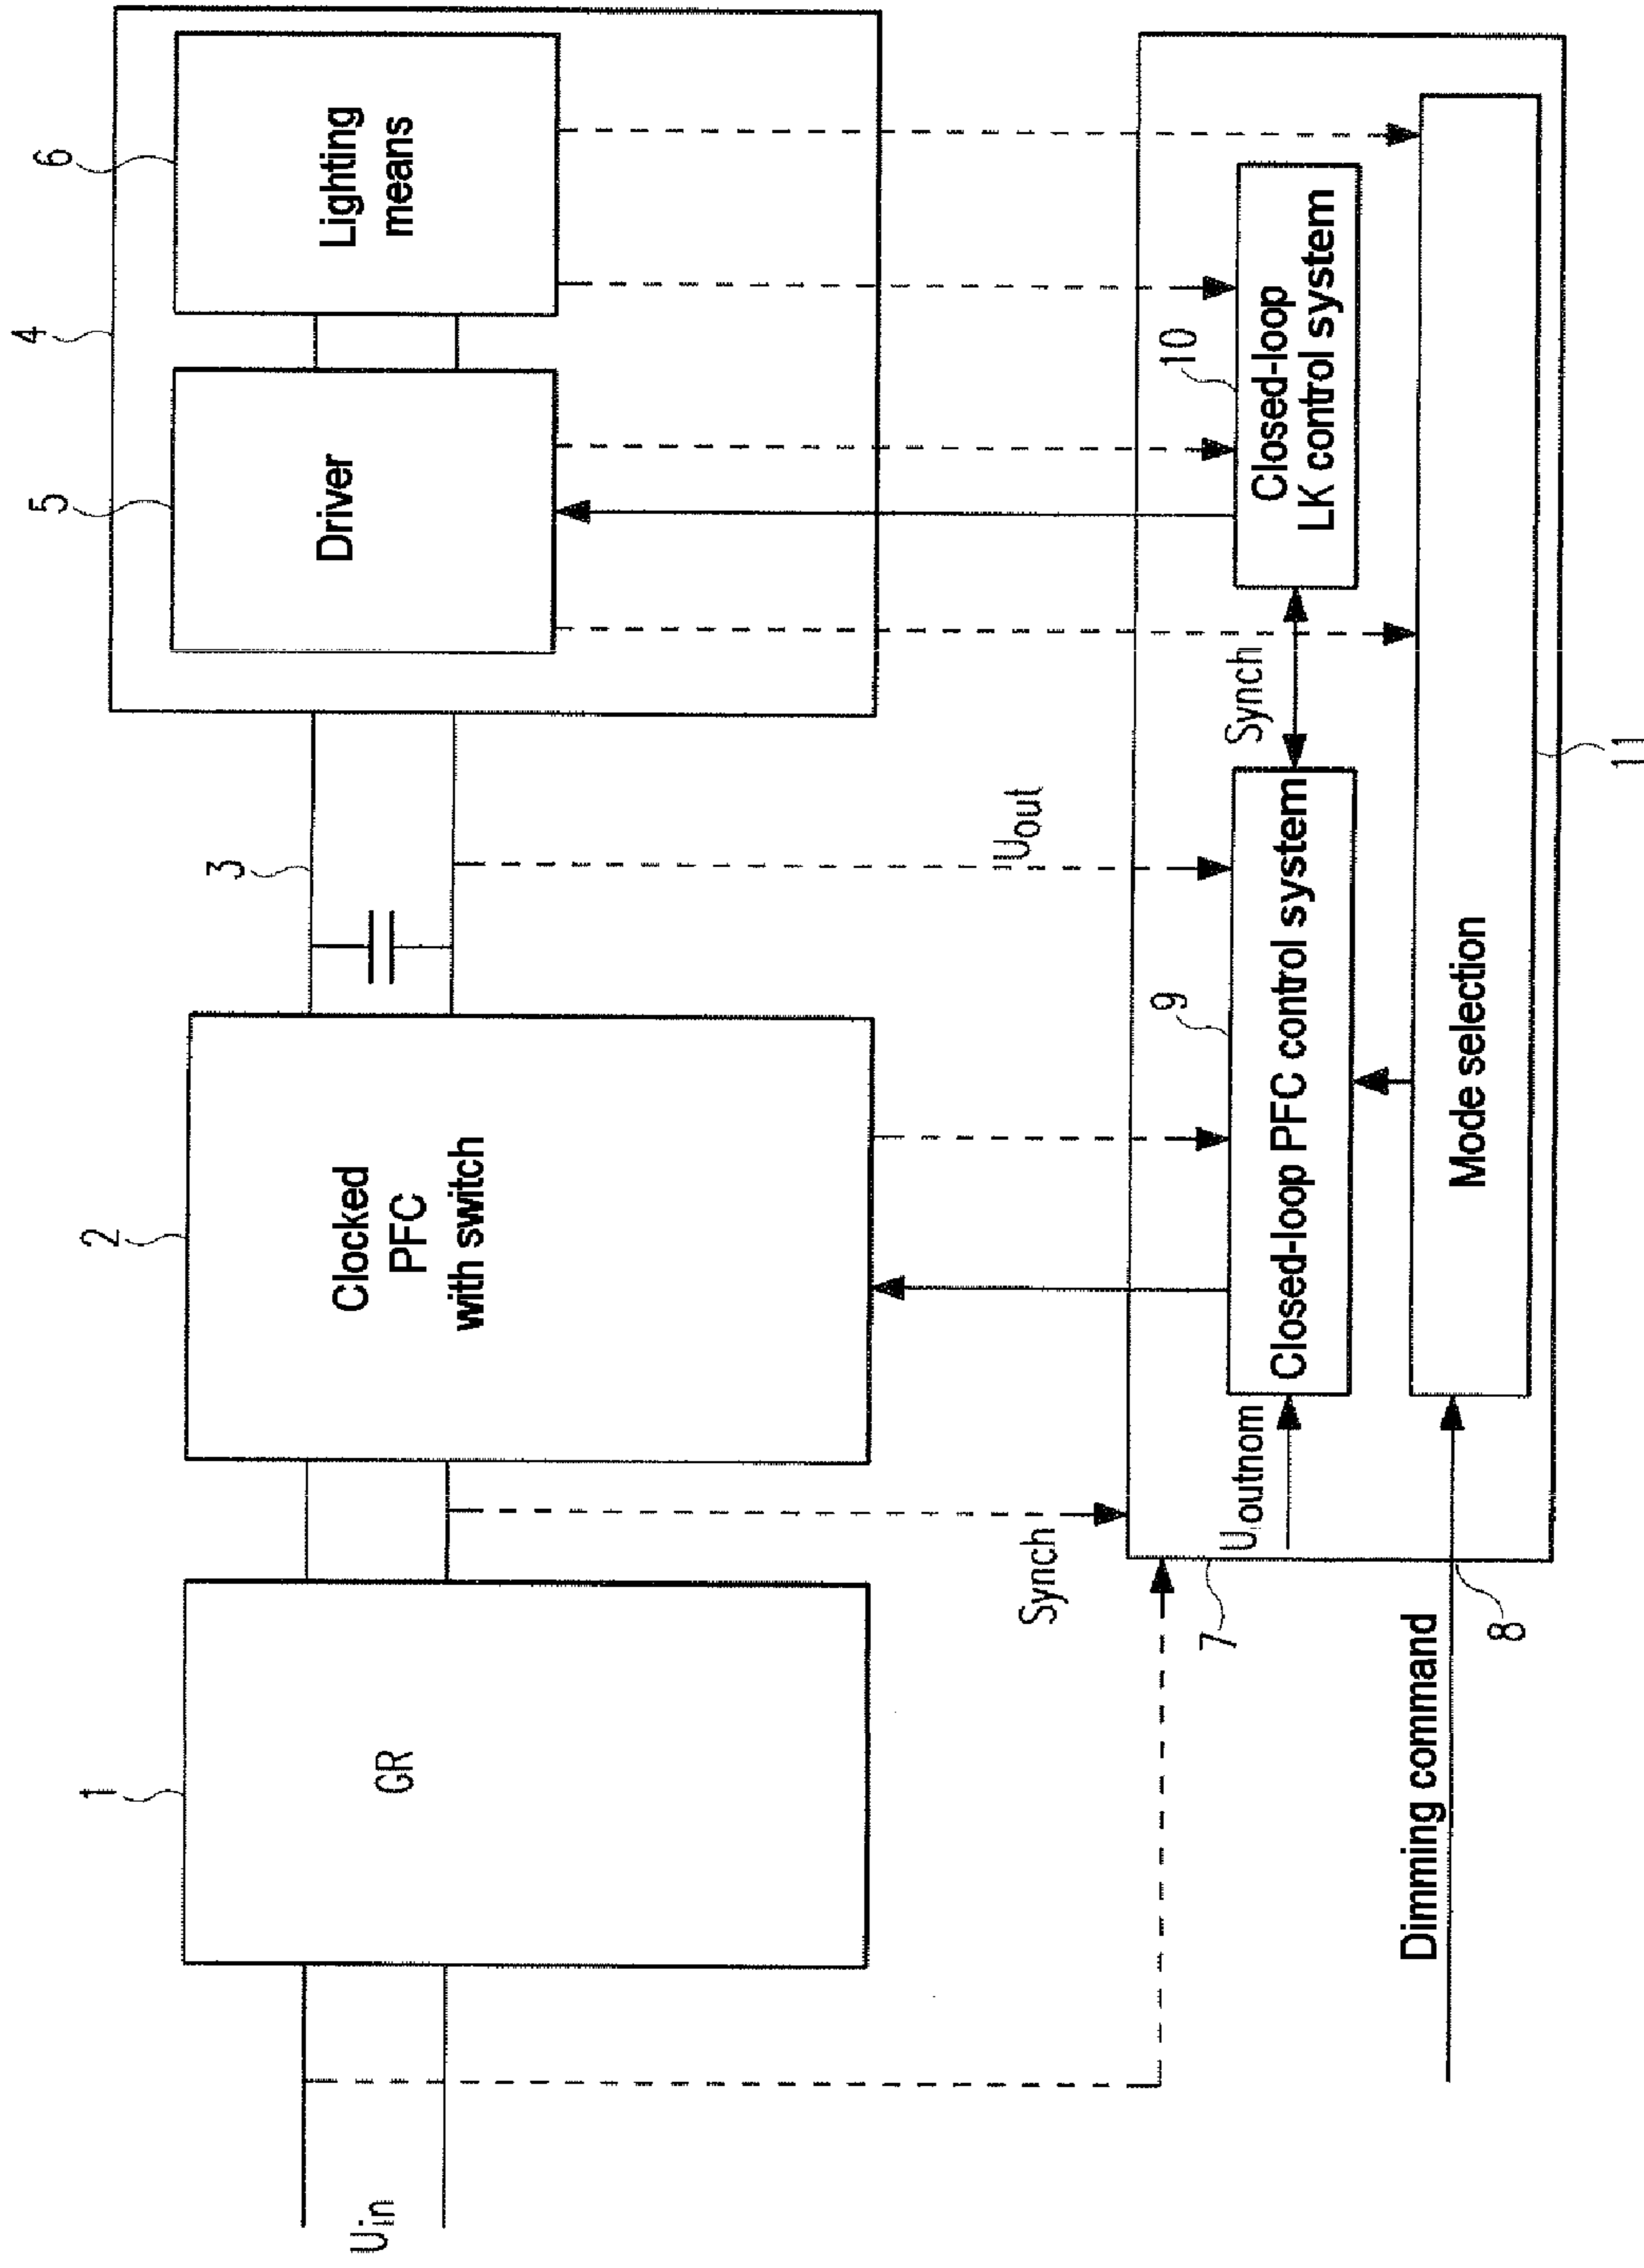 4
6
5
3
2
1
Lighting
means
Driver
Clocked
PFC
with switch
GR
Uin
Uout
Synch
Synch
10
Closed-loop
LK control system
9
Closed-loop PFC control system
Uoutnom
7
Mode selection
11
8
Dimming command